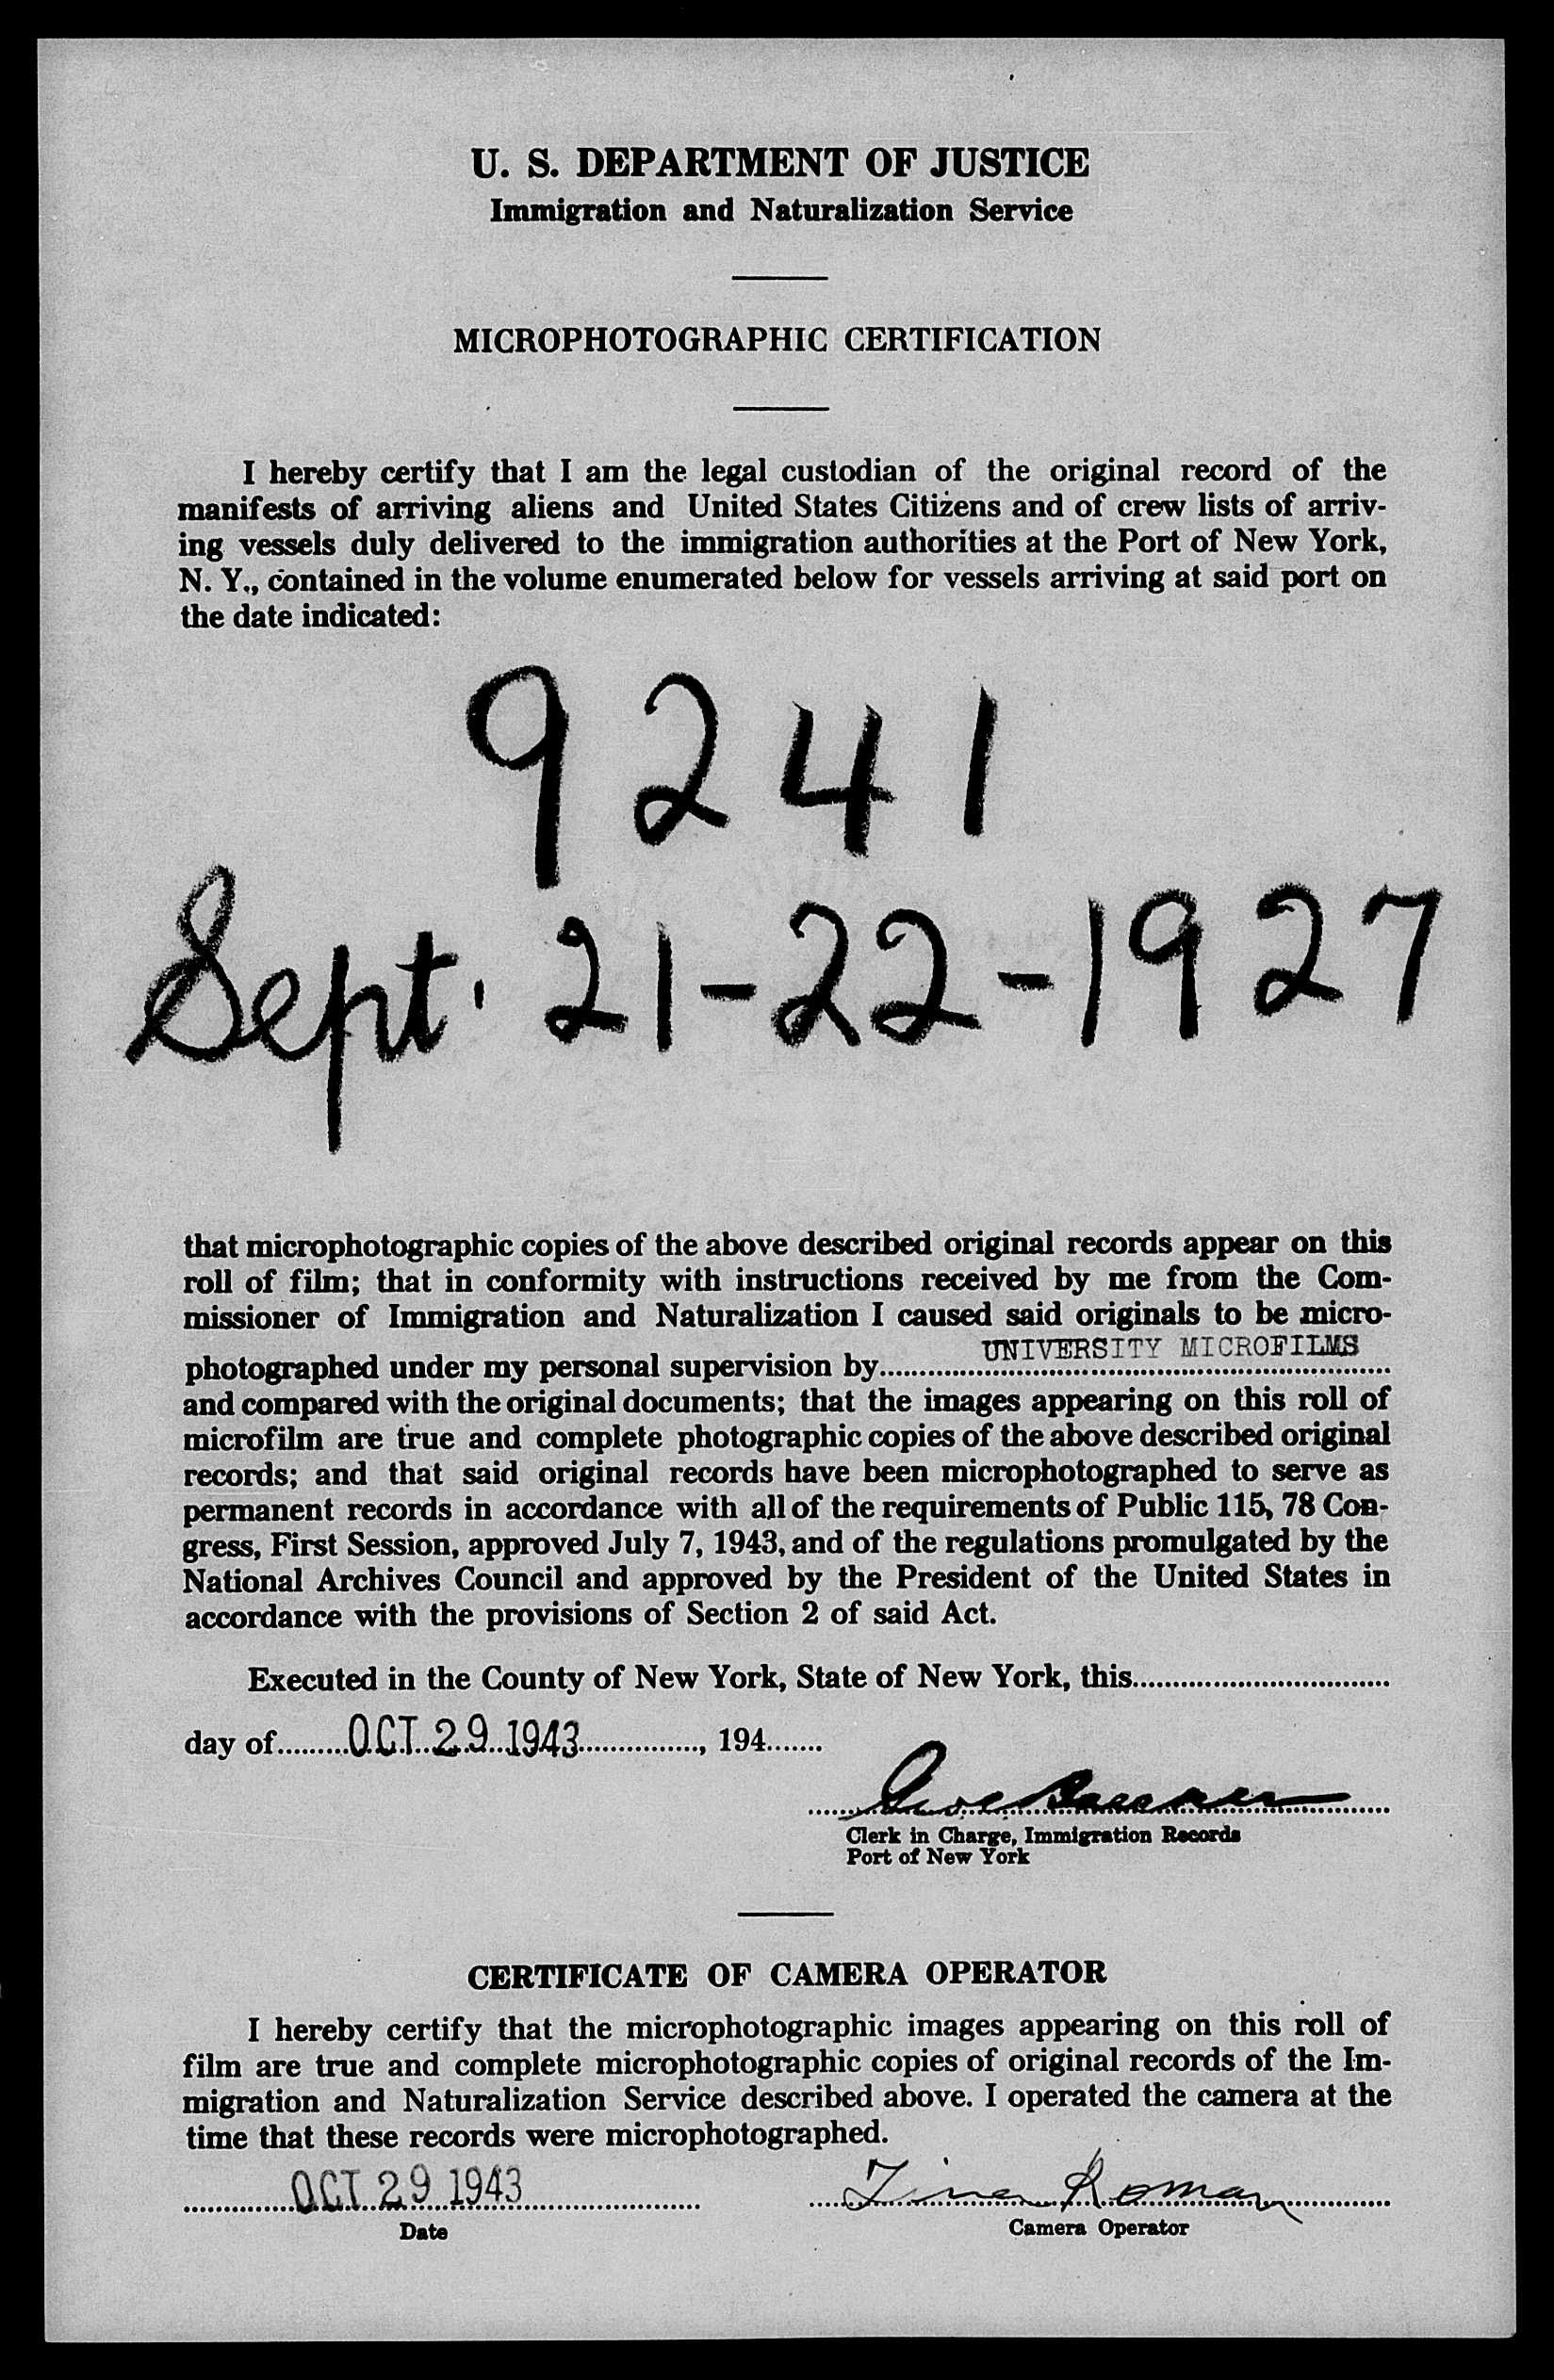 U. S. DEPARTMENT OF JUSTICE
Immigration and Naturalization Service
MICROPHOTOGRAPHIC CERTIFICATION
I hereby certify that I am the legal custodian of the original record of the
manifests of arriving aliens and United States Citizens and of crew lists of arriv-
ing vessels duly delivered to the immigration authorities at the Port of New York,
N. Y., contained in the volume enumerated below for vessels arriving at said port on
the date indicated:
9241
Sept. 21-22-1927
that microphotographic copies of the above described original records appear on this
roll of film; that in conformity with instructions received by me from the Com-
missioner of Immigration and Naturalization I caused said originals to be micro-
photographed under my personal supervision by UNIVERSITY MICROFILMS
and compared with the original documents; that the images appearing on this roll of
microfilm are true and complete photographic copies of the above described original
records; and that said original records have been microphotographed to serve as
permanent records in accordance with all of the requirements of Public 115, 78 Con-
gress, First Session, approved July 7, 1943, and of the regulations promulgated by the
National Archives Council and approved by the President of the United States in
accordance with the provisions of Section 2 of said Act.
Executed in the County of New York, State of New York, this
day of OCT 29 1943, 194
Clerk in Charge, Immigration Records
Port of New York
CERTIFICATE OF CAMERA OPERATOR
I hereby certify that the microphotographic images appearing on this roll of
film are true and complete microphotographic copies of original records of the Im-
migration and Naturalization Service described above. I operated the camera at the
time that these records were microphotographed.
OCT 29 1943 Tina Roman
Date Camera Operator